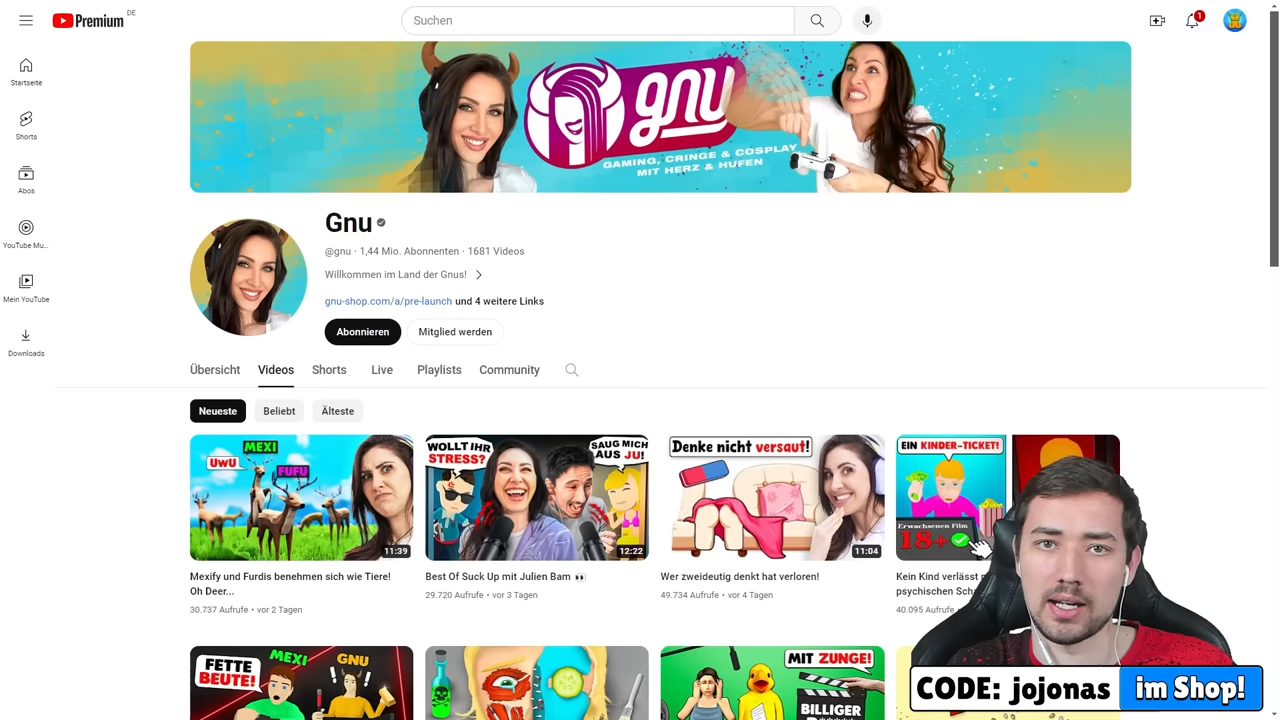 Premium DE
Suchen
1
gnu
GAMING, CRINGE & COSPLAY
MIT HERZ & HUFEN
Startseite
Shorts
Abos
YouTube Mu...
Mein YouTube
Downloads
Gnu
@gnu · 1,44 Mio. Abonnenten · 1681 Videos
Willkommen im Land der Gnus!
gnu-shop.com/a/pre-launch und 4 weitere Links
Abonnieren
Mitglied werden
Übersicht Videos Shorts Live Playlists Community
Neueste Beliebt Älteste
MEXI
UWU
FUFU
11:39
Mexify und Furdis benehmen sich wie Tiere!
Oh Deer...
30.737 Aufrufe · vor 2 Tagen
WOLLT IHR
STRESS?
SAUG MICH
AUS JU!
12:22
Best Of Suck Up mit Julien Bam 👀
29.720 Aufrufe · vor 3 Tagen
Denke nicht versaut!
11:04
Wer zweideutig denkt hat verloren!
49.734 Aufrufe · vor 4 Tagen
EIN KINDER-TICKET!
Erwachsenen Film
18+
Kein Kind verlässt
psychischen
40.095 Aufrufe
FETTE
BEUTE!
MEXI
GNU
MIT ZUNGE!
BILLIGER
CODE: jojonas im Shop!